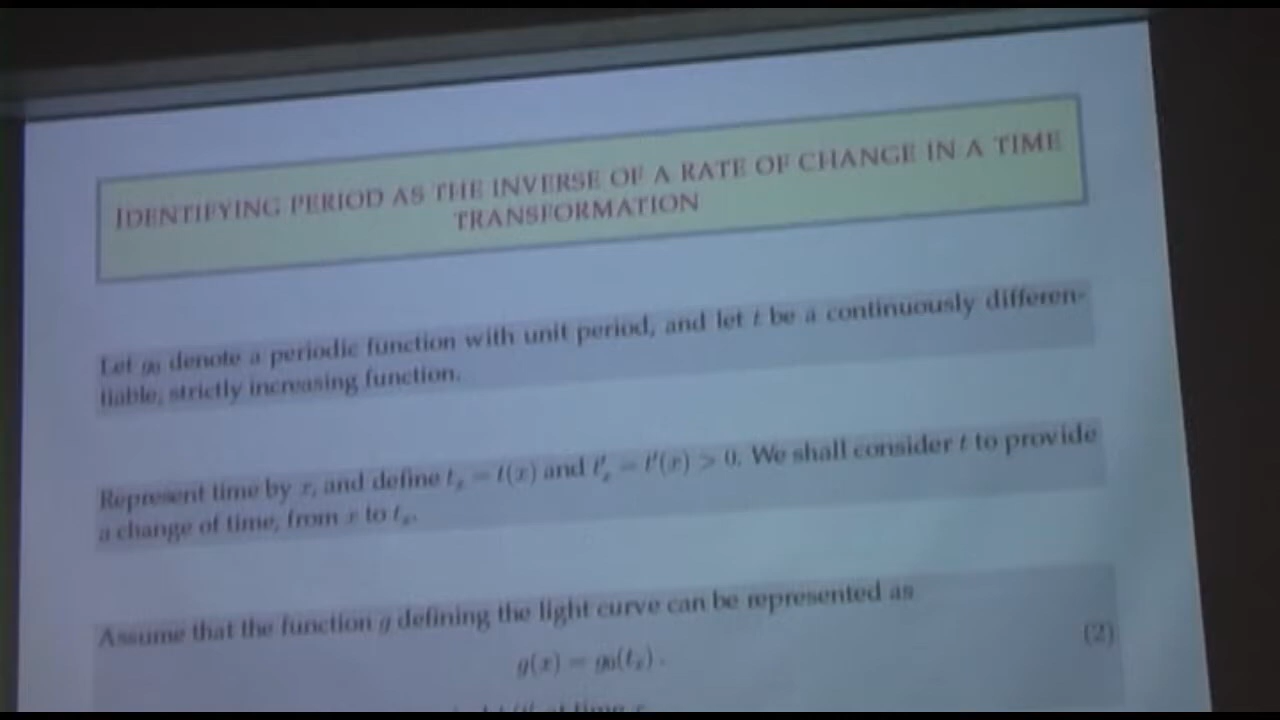 IDENTIFYING PERIOD AS THE INVERSE OF A RATE OF CHANGE IN A TIME
TRANSFORMATION
Let g₀ denote a periodic function with unit period, and let t be a continuously differen-
tiable, strictly increasing function.
Represent time by x, and define tₓ = t(x) and t′ₓ = t′(x) > 0. We shall consider t to provide
a change of time, from x to tₓ.
Assume that the function g defining the light curve can be represented as
g(x) = g₀(tₓ) . (2)
at time x